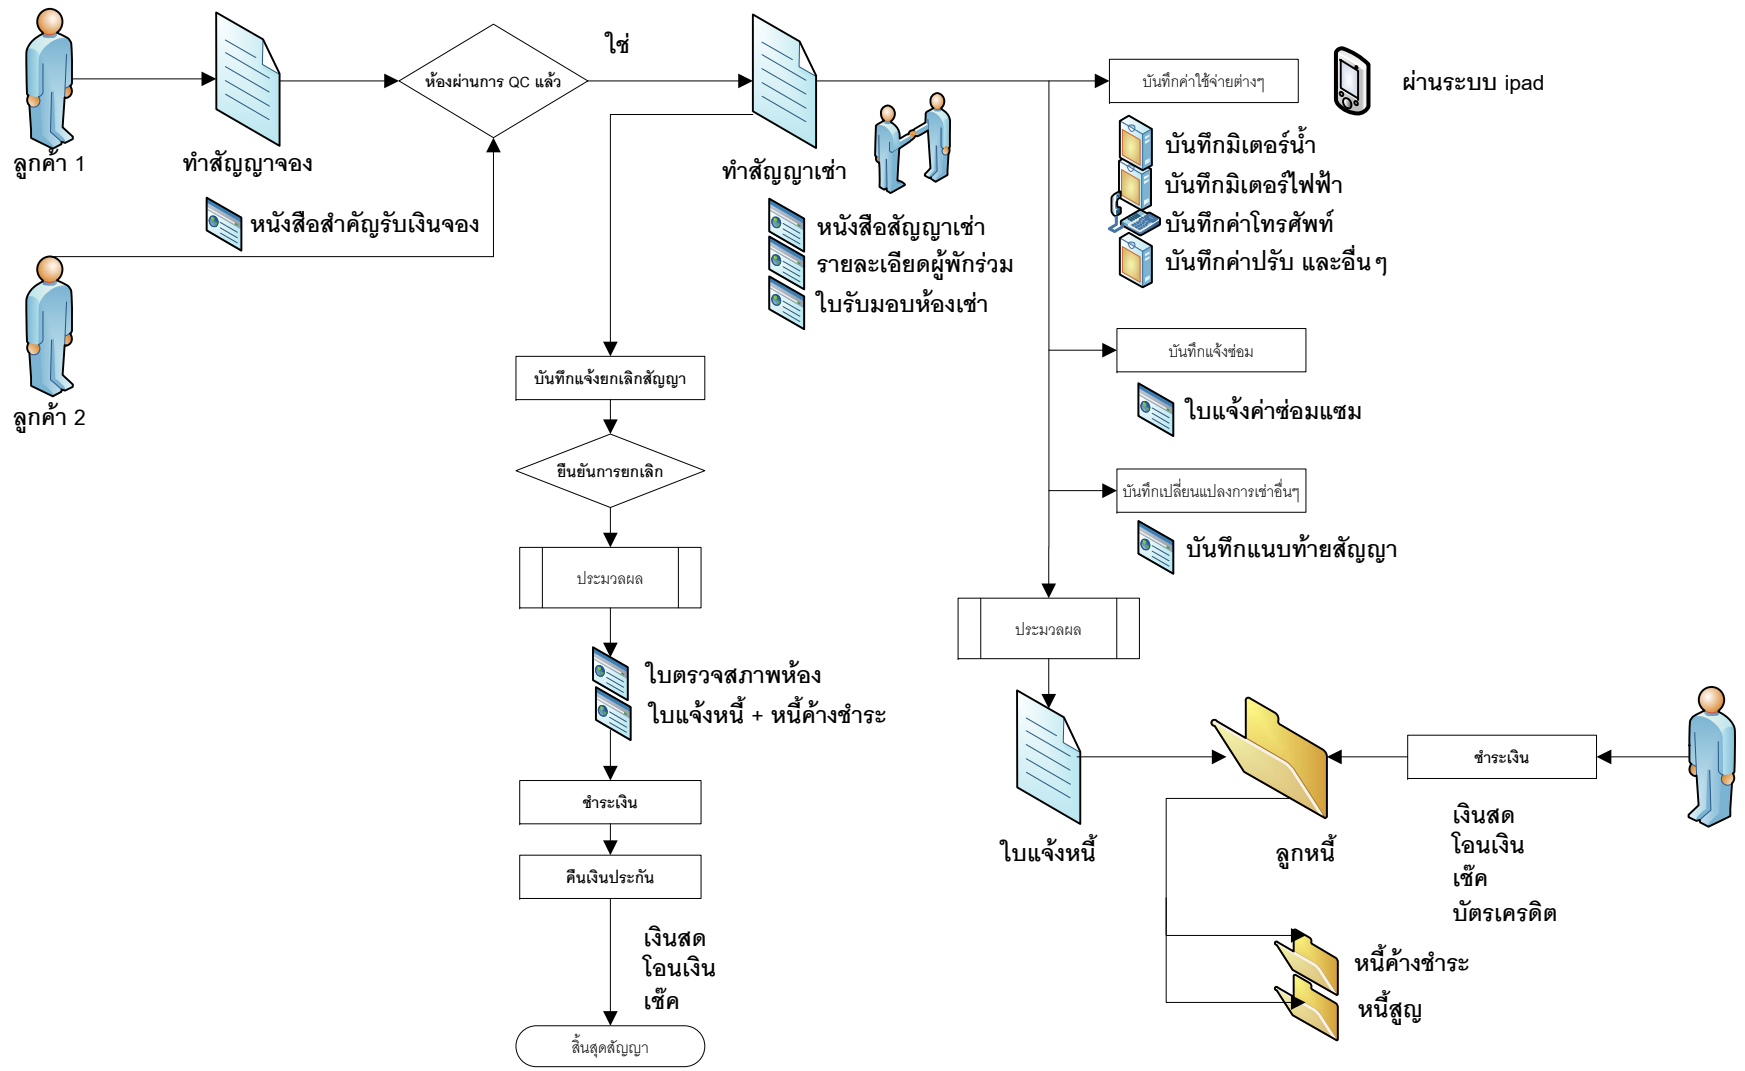 ลูกค้า 1
ทำสัญญาจอง
ห้องผ่านการ QC แล้ว
ใช่
ทำสัญญาเช่า
บันทึกค่าใช้จ่ายต่างๆ
ผ่านระบบ ipad
บันทึกมิเตอร์น้ำ
บันทึกมิเตอร์ไฟฟ้า
บันทึกค่าโทรศัพท์
บันทึกค่าปรับ และอื่นๆ
หนังสือสำคัญรับเงินจอง
หนังสือสัญญาเช่า
รายละเอียดผู้พักร่วม
ใบรับมอบห้องเช่า
ลูกค้า 2
บันทึกแจ้งยกเลิกสัญญา
ยืนยันการยกเลิก
ประมวลผล
ใบตรวจสภาพห้อง
ใบแจ้งหนี้ + หนี้ค้างชำระ
ชำระเงิน
คืนเงินประกัน
เงินสด
โอนเงิน
เช็ค
สิ้นสุดสัญญา
บันทึกแจ้งซ่อม
ใบแจ้งค่าซ่อมแซม
บันทึกเปลี่ยนแปลงการเช่าอื่นๆ
บันทึกแนบท้ายสัญญา
ประมวลผล
ใบแจ้งหนี้
ลูกหนี้
ชำระเงิน
เงินสด
โอนเงิน
เช๊ค
บัตรเครดิต
หนี้ค้างชำระ
หนี้สูญ